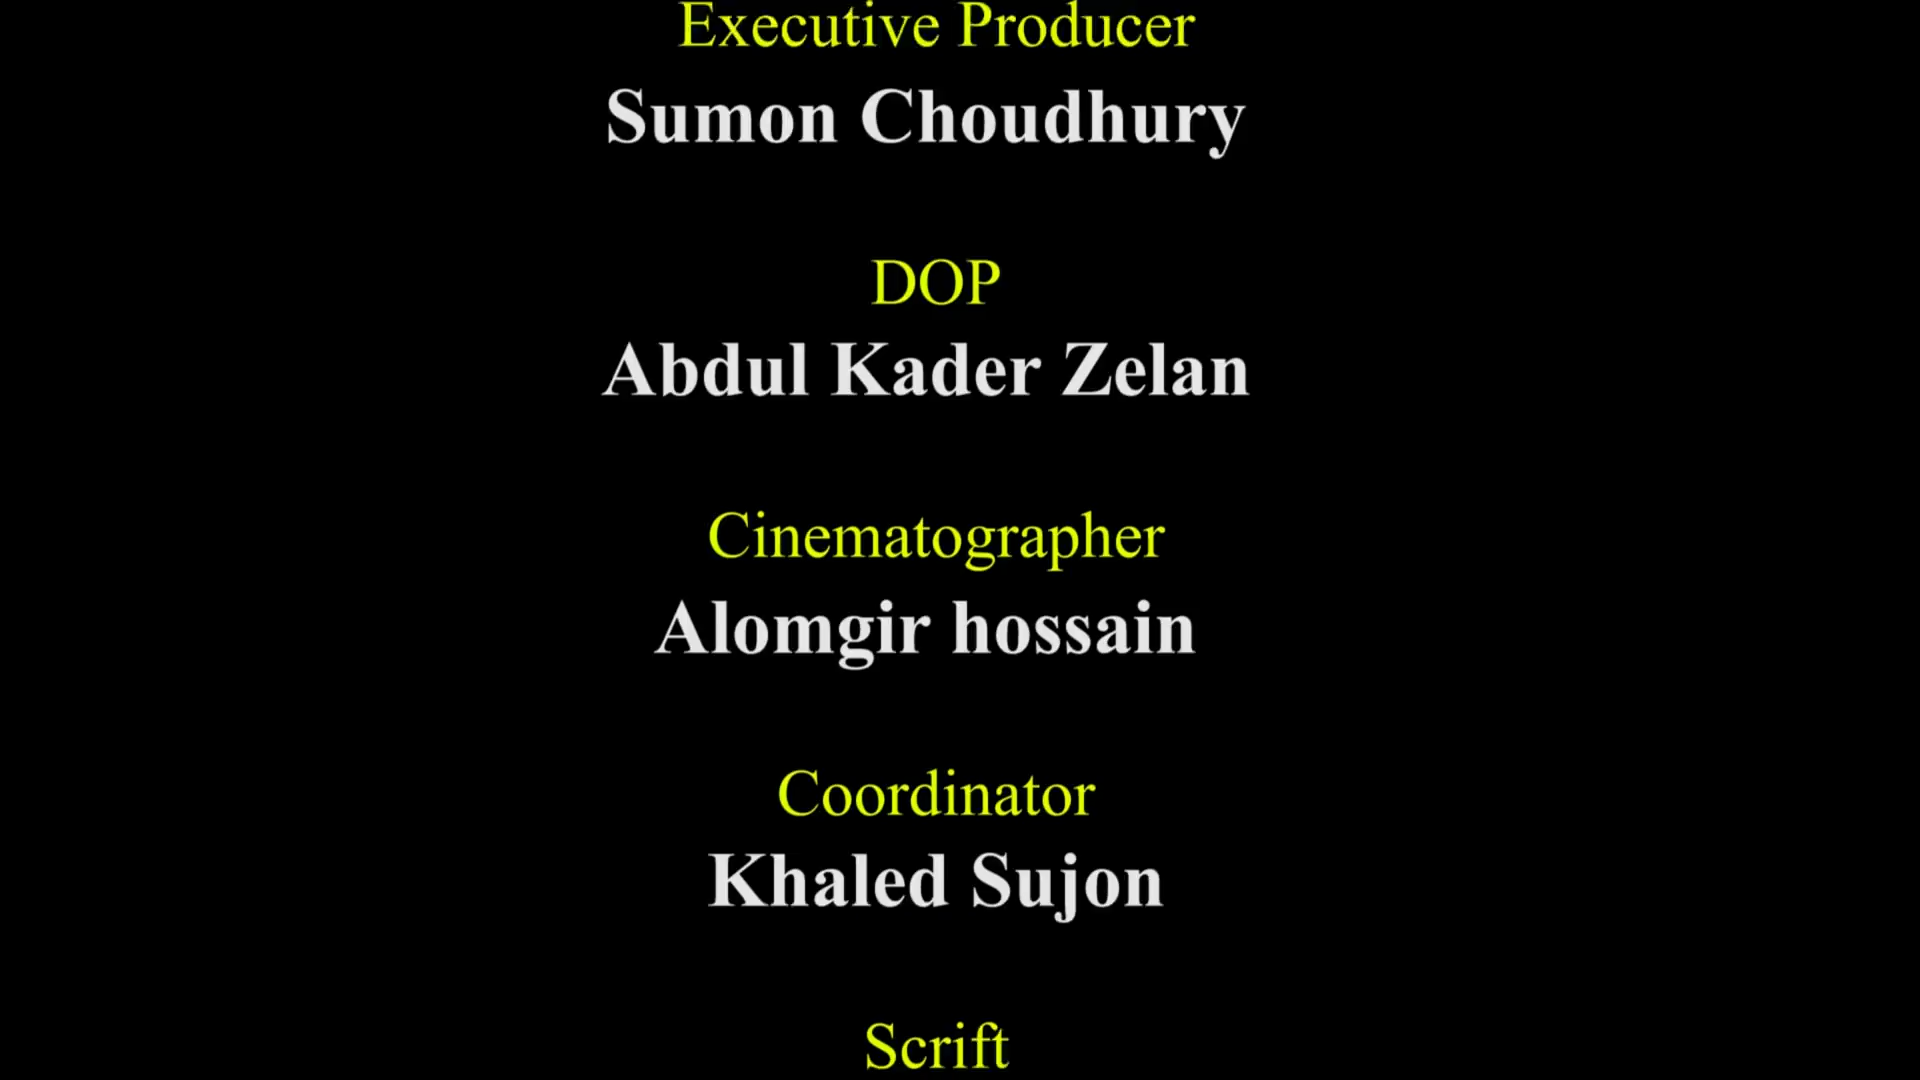 Executive Producer
Sumon Choudhury
DOP
Abdul Kader Zelan
Cinematographer
Alomgir hossain
Coordinator
Khaled Sujon
Scrift